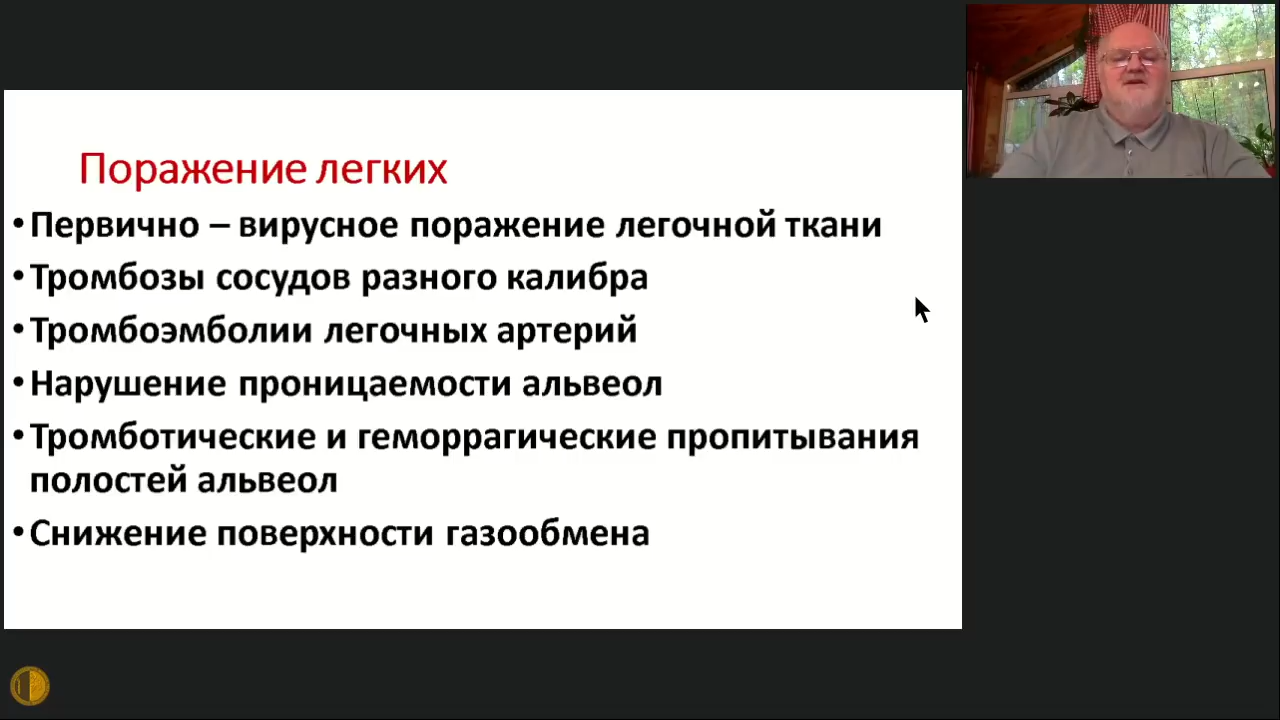 Поражение легких
• Первично – вирусное поражение легочной ткани
• Тромбозы сосудов разного калибра
• Тромбоэмболии легочных артерий
• Нарушение проницаемости альвеол
• Тромботические и геморрагические пропитывания
полостей альвеол
• Снижение поверхности газообмена